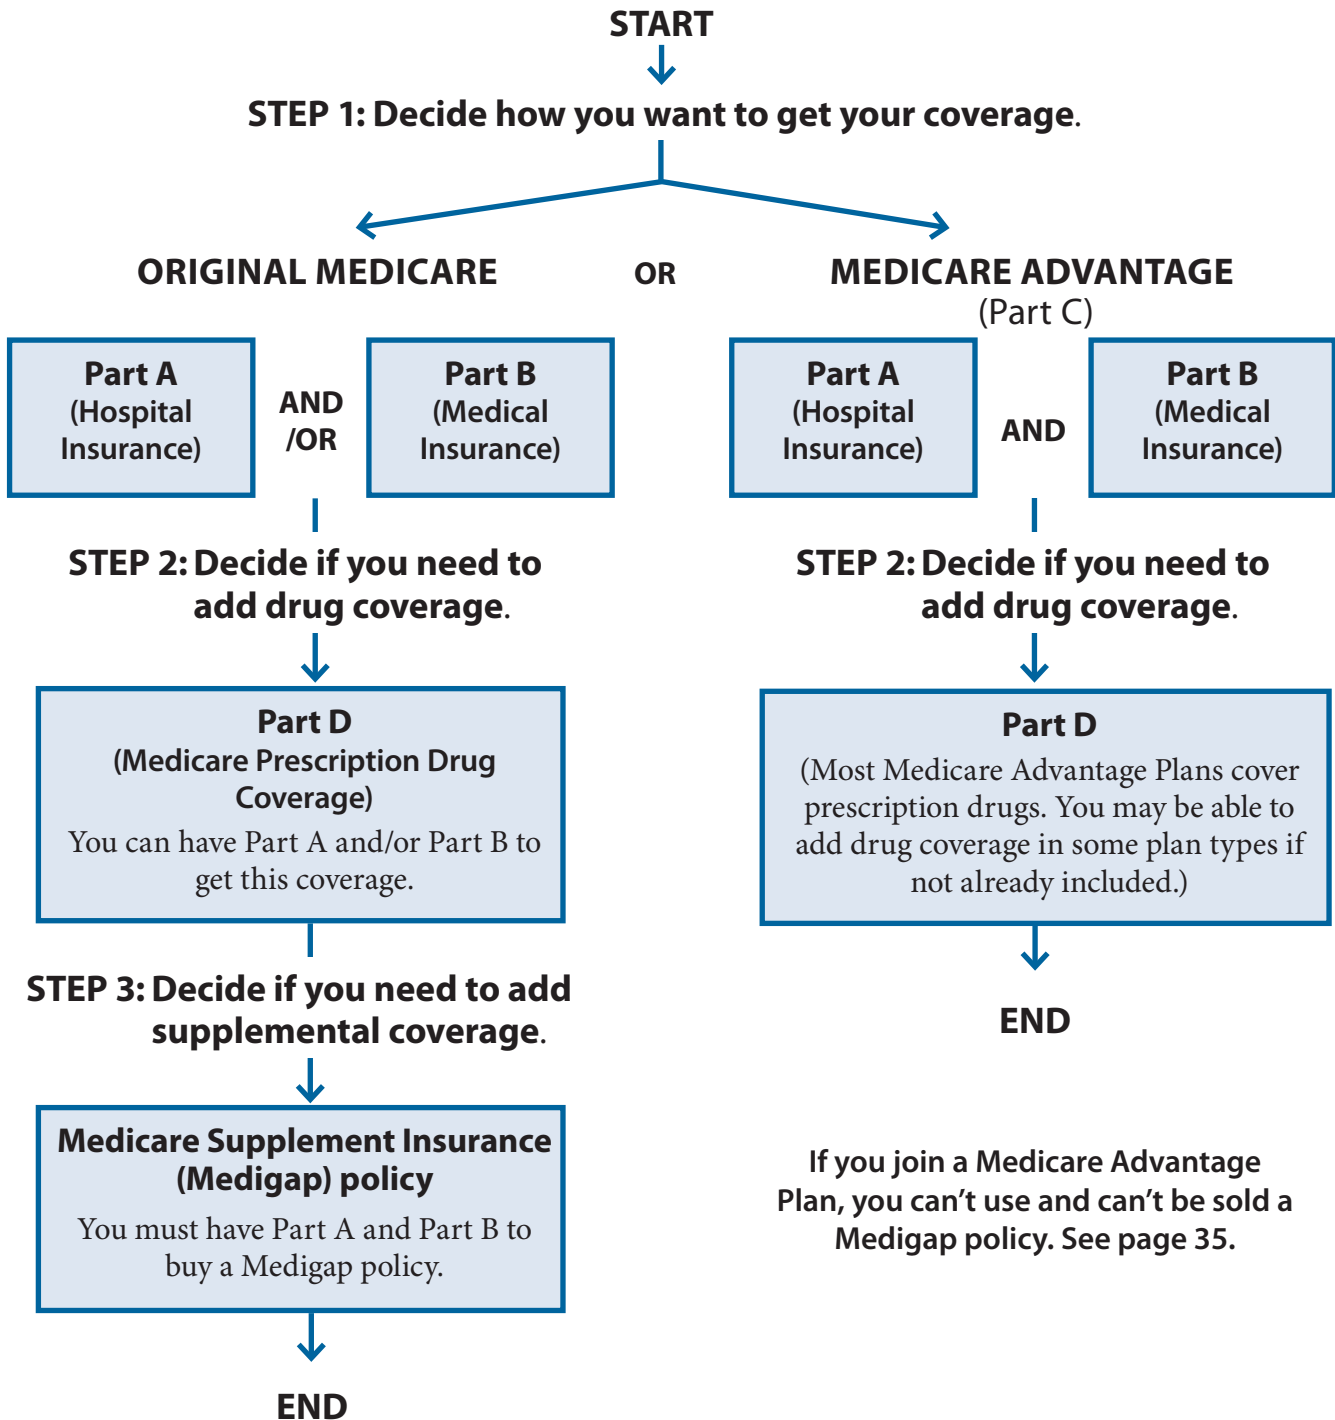 START
STEP 1: Decide how you want to get your coverage.
ORIGINAL MEDICARE
OR
MEDICARE ADVANTAGE
(Part C)
Part A
(Hospital
Insurance)
AND
/OR
Part B
(Medical
Insurance)
Part A
(Hospital
Insurance)
AND
Part B
(Medical
Insurance)
STEP 2: Decide if you need to
add drug coverage.
Part D
(Medicare Prescription Drug
Coverage)
You can have Part A and/or Part B to
get this coverage.
STEP 3: Decide if you need to add
supplemental coverage.
Medicare Supplement Insurance
(Medigap) policy
You must have Part A and Part B to
buy a Medigap policy.
END
STEP 2: Decide if you need to
add drug coverage.
Part D
(Most Medicare Advantage Plans cover
prescription drugs. You may be able to
add drug coverage in some plan types if
not already included.)
END
If you join a Medicare Advantage
Plan, you can’t use and can’t be sold a
Medigap policy. See page 35.